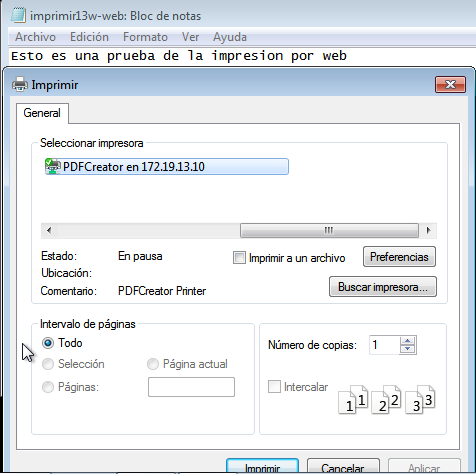 imprimir13w-web: Bloc de notas
Archivo Edición Formato Ver Ayuda
Esto es una prueba de la impresion por web
Imprimir
General
Seleccionar impresora
PDFCreator en 172.19.13.10
Estado: En pausa
Imprimir a un archivo
Preferencias
Ubicación:
Comentario: PDFCreator Printer
Buscar impresora...
Intervalo de páginas
Todo
Selección
Página actual
Páginas:
Número de copias: 1
Intercalar
1 1 2 2 3 3
Imprimir Cancelar Aplicar